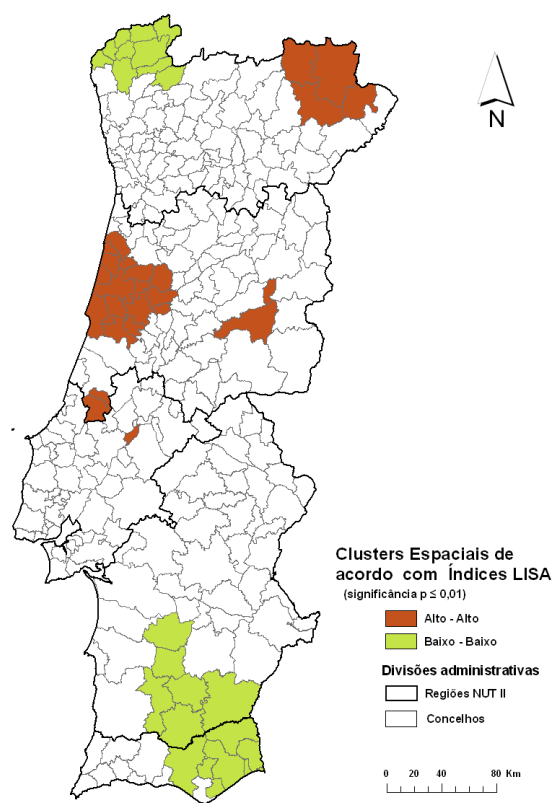 N
Clusters Espaciais de
acordo com Índices LISA
(significância p ≤ 0,01)
Alto - Alto
Baixo - Baixo
Divisões administrativas
Regiões NUT II
Concelhos
0 20 40 80 Km